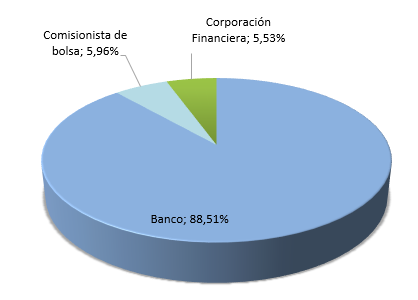 Corporación
Financiera; 5,53%
Comisionista de
bolsa; 5,96%
Banco; 88,51%